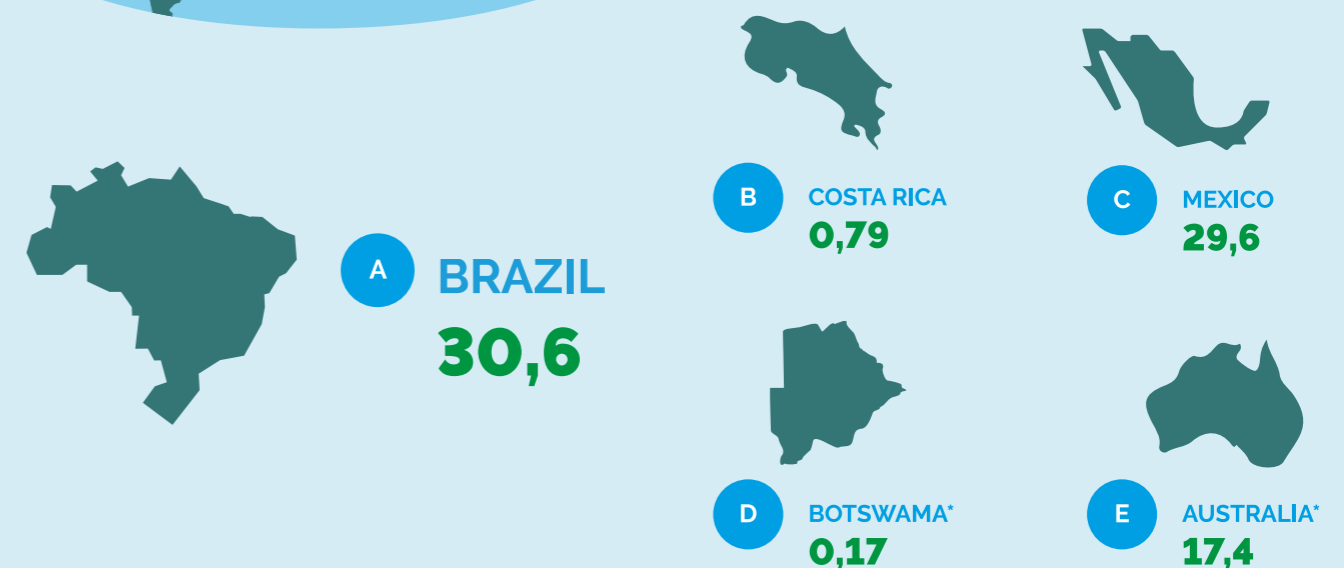 A
BRAZIL
30,6
B
COSTA RICA
0,79
C
MEXICO
29,6
D
BOTSWAMA*
0,17
E
AUSTRALIA*
17,4